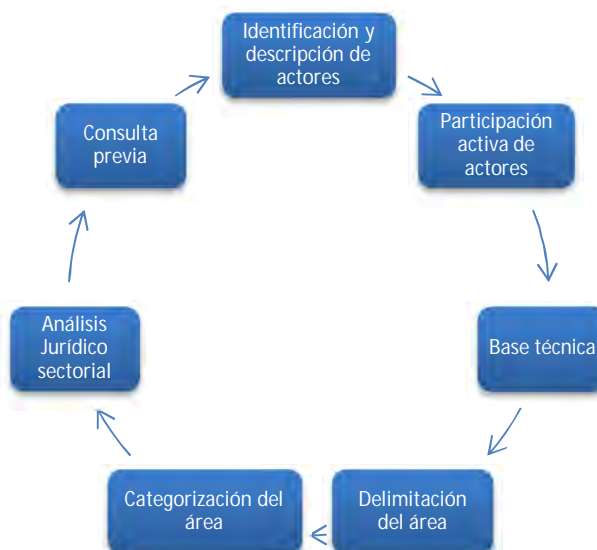 Identificación y
descripción de
actores
Participación
activa de
actores
Base técnica
Delimitación
del área
Categorización del
área
Análisis
Jurídico
sectorial
Consulta
previa